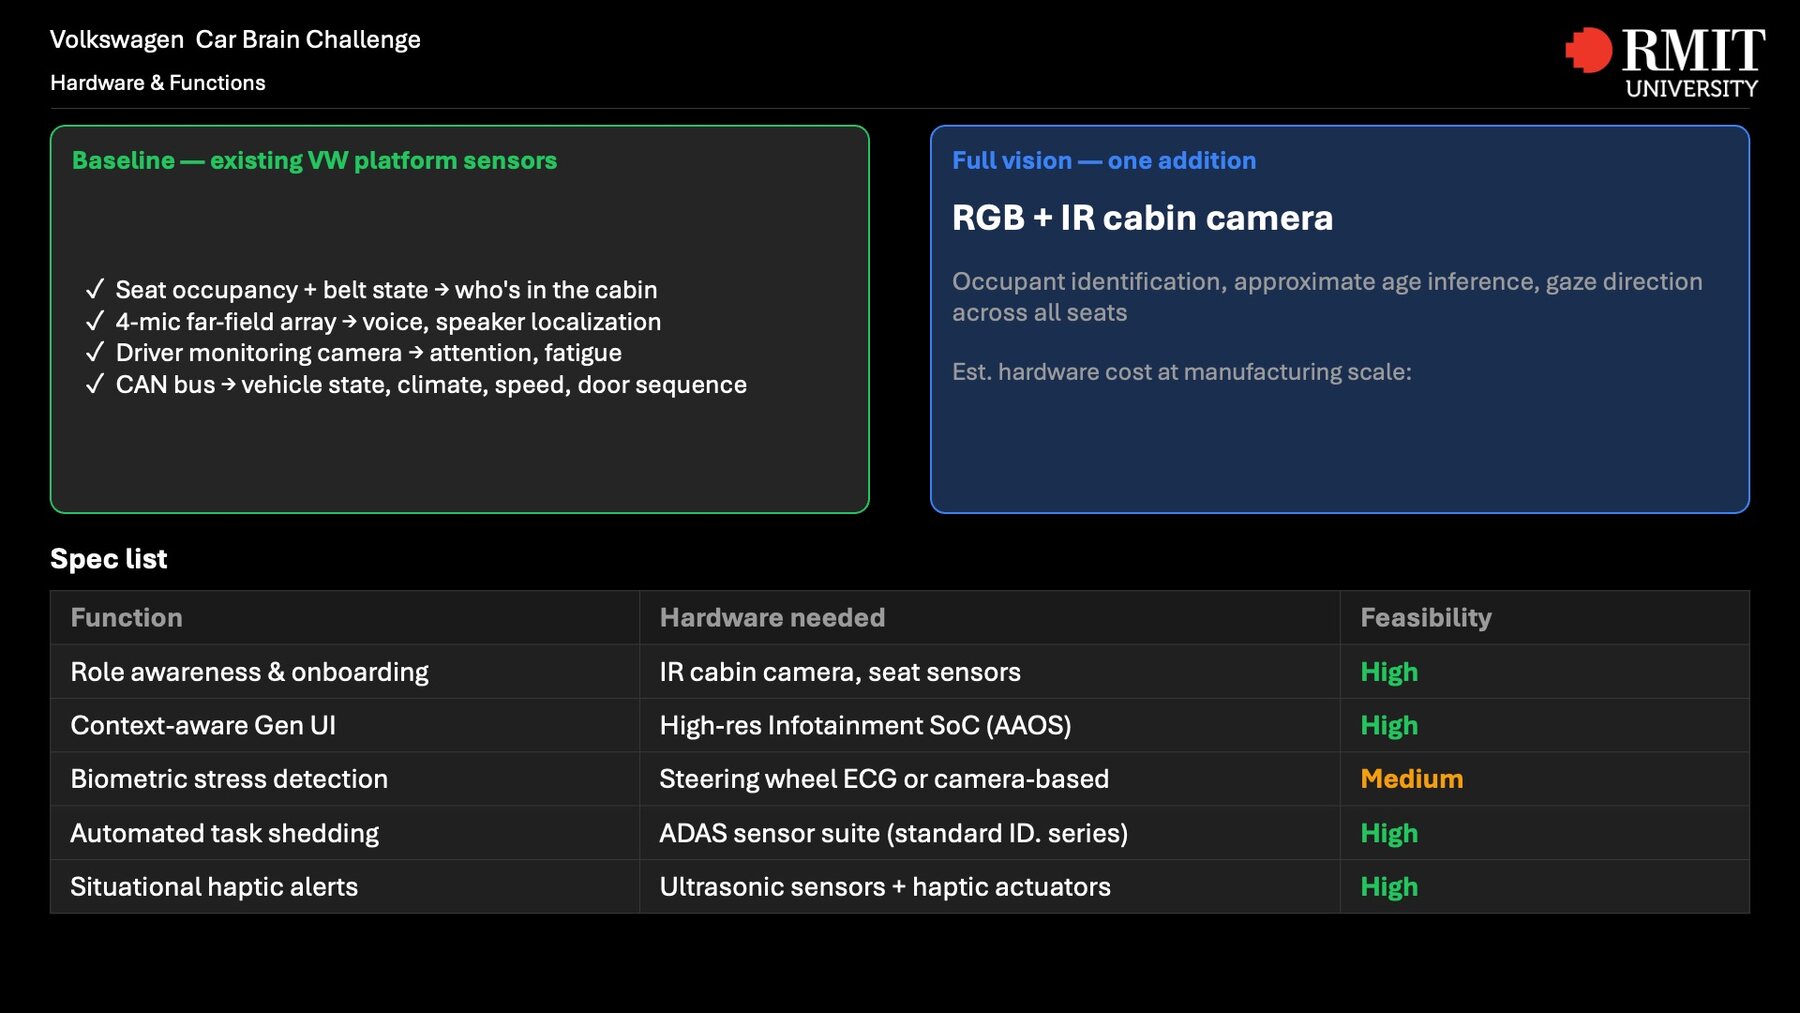 Volkswagen Car Brain Challenge
Hardware & Functions
RMIT
UNIVERSITY
Baseline — existing VW platform sensors
✓ Seat occupancy + belt state → who's in the cabin
✓ 4-mic far-field array → voice, speaker localization
✓ Driver monitoring camera → attention, fatigue
✓ CAN bus → vehicle state, climate, speed, door sequence
Full vision — one addition
RGB + IR cabin camera
Occupant identification, approximate age inference, gaze direction
across all seats
Est. hardware cost at manufacturing scale:
Spec list
Function Hardware needed Feasibility
Role awareness & onboarding IR cabin camera, seat sensors High
Context-aware Gen UI High-res Infotainment SoC (AAOS) High
Biometric stress detection Steering wheel ECG or camera-based Medium
Automated task shedding ADAS sensor suite (standard ID. series) High
Situational haptic alerts Ultrasonic sensors + haptic actuators High